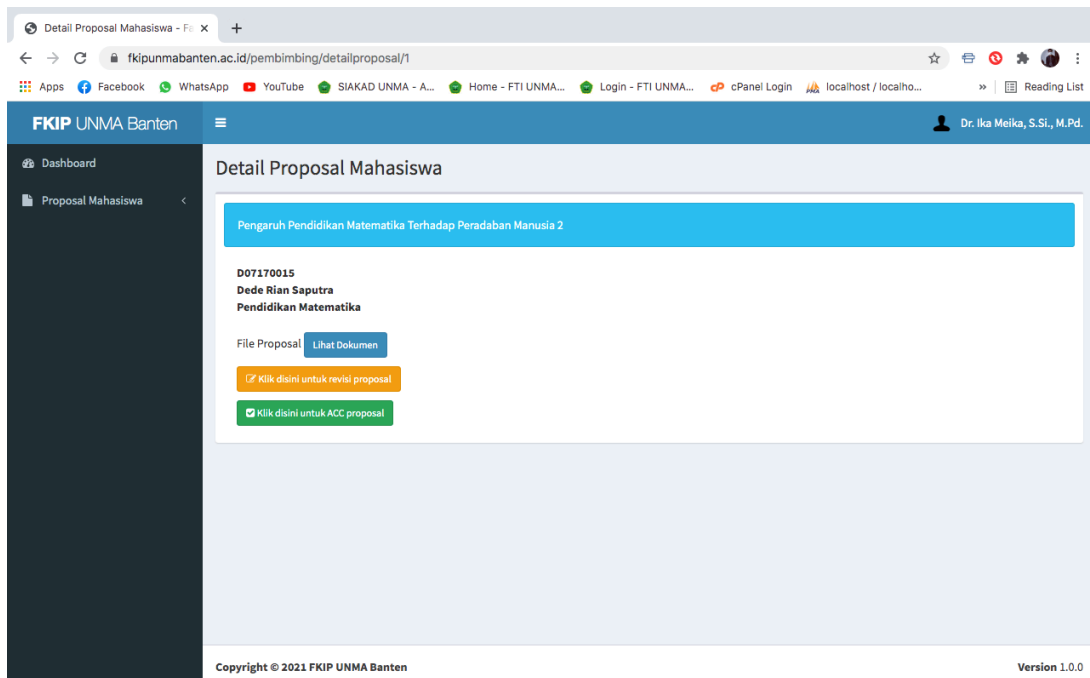 Detail Proposal Mahasiswa - Fa
fkipunmabanten.ac.id/pembimbing/detailproposal/1
Apps Facebook WhatsApp YouTube SIAKAD UNMA - A... Home - FTI UNMA... Login - FTI UNMA... cPanel Login localhost / localho... » Reading List
FKIP UNMA Banten
Dr. Ika Meika, S.Si., M.Pd.
Dashboard
Proposal Mahasiswa
Detail Proposal Mahasiswa
Pengaruh Pendidikan Matematika Terhadap Peradaban Manusia 2
D07170015
Dede Rian Saputra
Pendidikan Matematika
File Proposal Lihat Dokumen
Klik disini untuk revisi proposal
Klik disini untuk ACC proposal
Copyright © 2021 FKIP UNMA Banten
Version 1.0.0